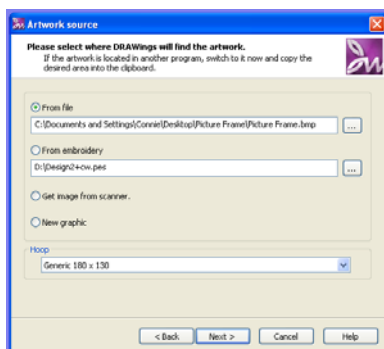 Artwork source
Please select where DRAWings will find the artwork.
If the artwork is located in another program, switch to it now and copy the
desired area into the clipboard.
From file
C:\Documents and Settings\Connie\Desktop\Picture Frame\Picture Frame.bmp
...
From embroidery
D:\Design2+cw.pes
...
Get image from scanner.
New graphic
Hoop
Generic 180 x 130
< Back
Next >
Cancel
Help